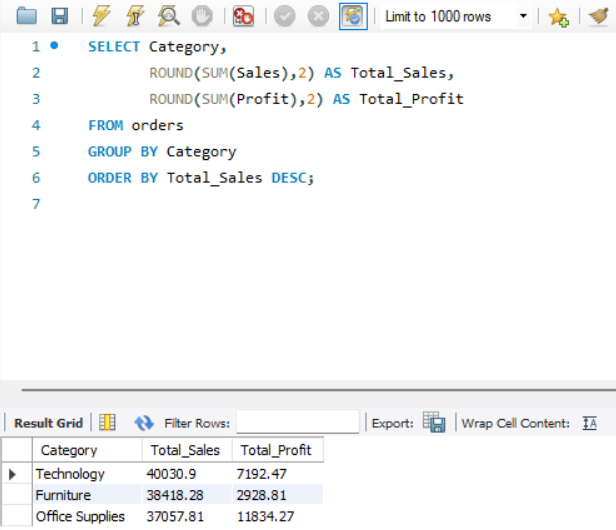 Limit to 1000 rows
1 SELECT Category,
2 ROUND(SUM(Sales),2) AS Total_Sales,
3 ROUND(SUM(Profit),2) AS Total_Profit
4 FROM orders
5 GROUP BY Category
6 ORDER BY Total_Sales DESC;
7
Result Grid Filter Rows: Export: Wrap Cell Content: IA
Category Total_Sales Total_Profit
Technology 40030.9 7192.47
Furniture 38418.28 2928.81
Office Supplies 37057.81 11834.27